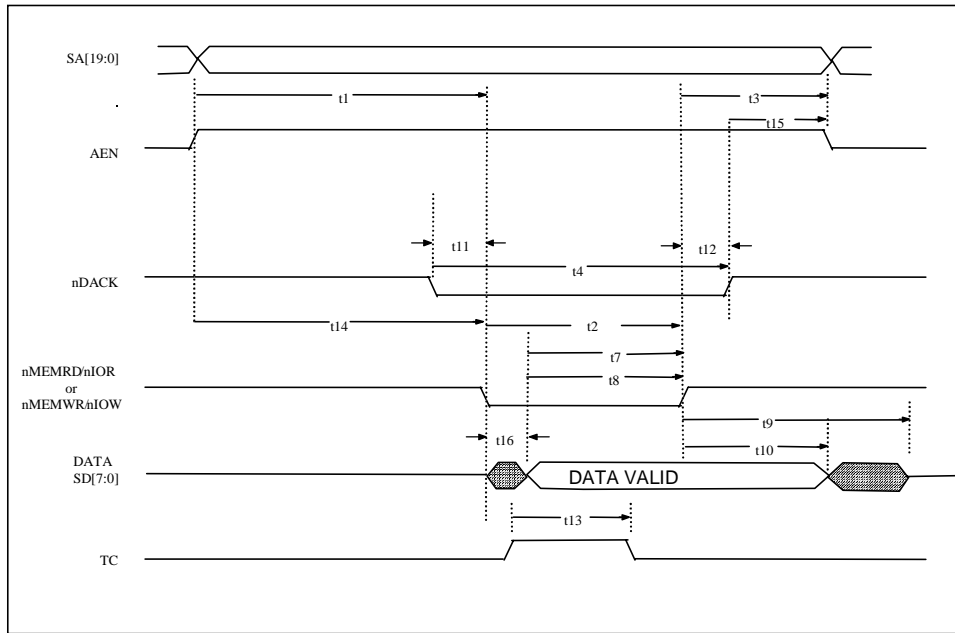 SA[19:0]
t1
t3
t15
AEN
t11
t12
t4
nDACK
t14
t2
t7
nMEMRD/nIOR
t8
or
nMEMWR/nIOW
t9
t16
t10
DATA
SD[7:0]
DATA VALID
t13
TC